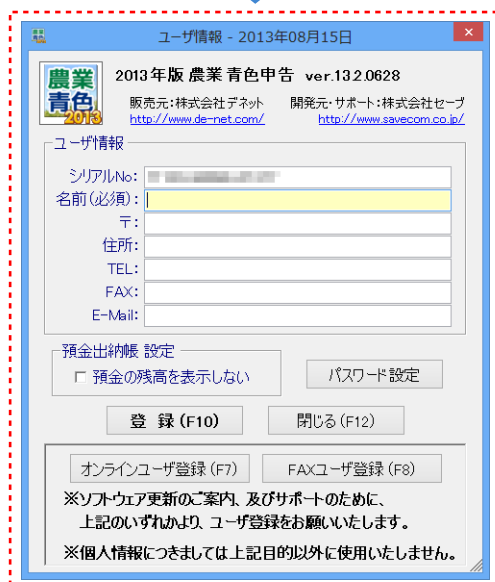 ユーザ情報 - 2013年08月15日
農業
青色
2013
2013年版 農業 青色申告 ver.13.2.0628
販売元:株式会社デネット 開発元・サポート:株式会社セーブ
http://www.de-net.com/ http://www.savecom.co.jp/
ユーザ情報
シリアルNo:
名前(必須):
〒:
住所:
TEL:
FAX:
E-Mail:
預金出納帳 設定
預金の残高を表示しない
パスワード設定
登 録(F10) 閉じる(F12)
オンラインユーザ登録(F7) FAXユーザ登録(F8)
※ソフトウェア更新のご案内、及びサポートのために、
上記のいずれかより、ユーザ登録をお願いいたします。
※個人情報につきましては上記目的以外に使用いたしません。